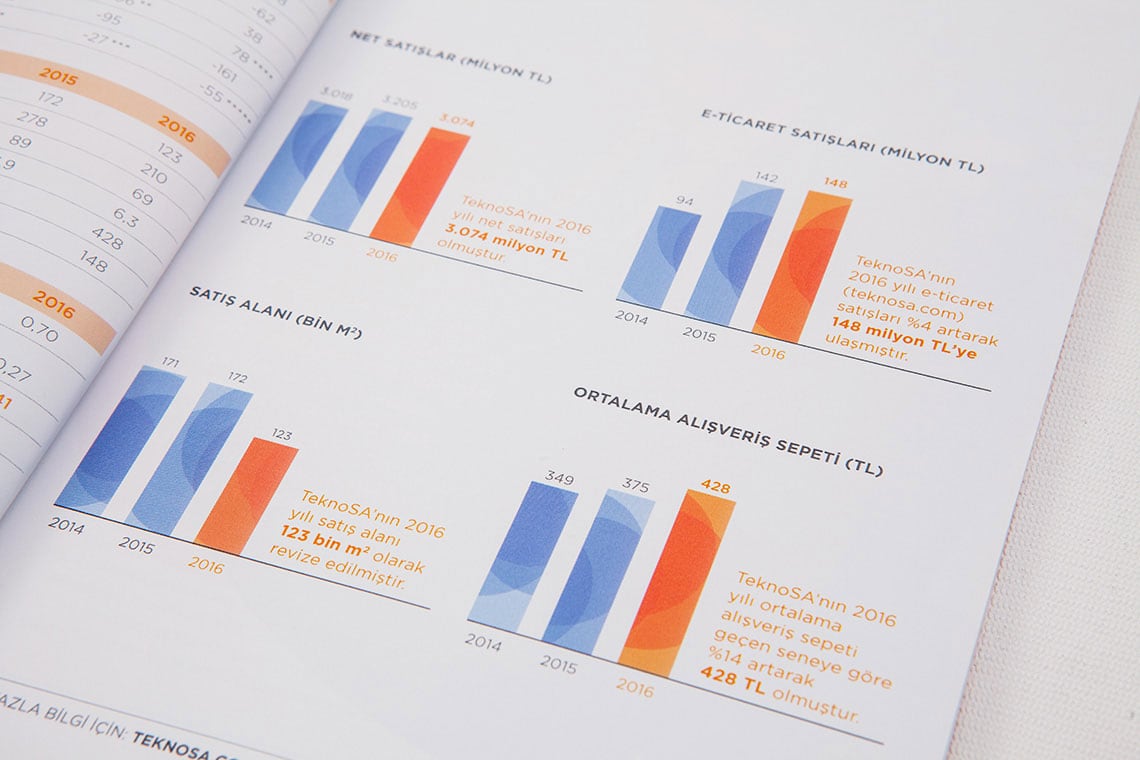 -62
-95
38
-27
78
-161
-55
2015
2016
172
123
278
210
89
69
6.3
428
148
2016
0,70
NET SATIŞLAR (MİLYON TL)
3.018
3.205
3.074
2014
2015
2016
TeknoSA'nın 2016
yılı net satışları
3.074 milyon TL
olmuştur.
E-TİCARET SATIŞLARI (MİLYON TL)
94
142
148
2014
2015
2016
TeknoSA'nın
2016 yılı e-ticaret
(teknosa.com)
satışları %4 artarak
148 milyon TL'ye
ulaşmıştır.
SATIŞ ALANI (BİN M²)
171
172
123
2014
2015
2016
TeknoSA'nın 2016
yılı satış alanı
123 bin m² olarak
revize edilmiştir.
ORTALAMA ALIŞVERİŞ SEPETİ (TL)
349
375
428
2014
2015
2016
TeknoSA'nın 2016
yılı ortalama
alışveriş sepeti
geçen seneye göre
%14 artarak
428 TL olmuştur.
BİLGİ İÇİN: